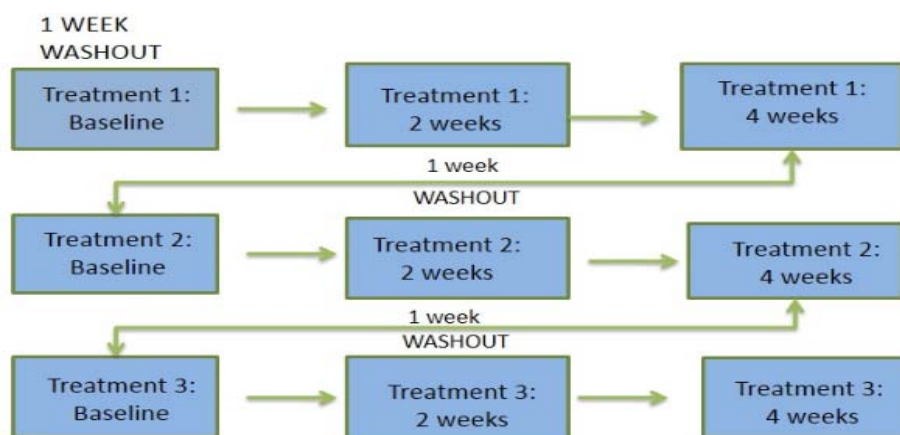 1 WEEK
WASHOUT
Treatment 1:
Baseline
Treatment 1:
2 weeks
Treatment 1:
4 weeks
1 week
WASHOUT
Treatment 2:
Baseline
Treatment 2:
2 weeks
Treatment 2:
4 weeks
1 week
WASHOUT
Treatment 3:
Baseline
Treatment 3:
2 weeks
Treatment 3:
4 weeks